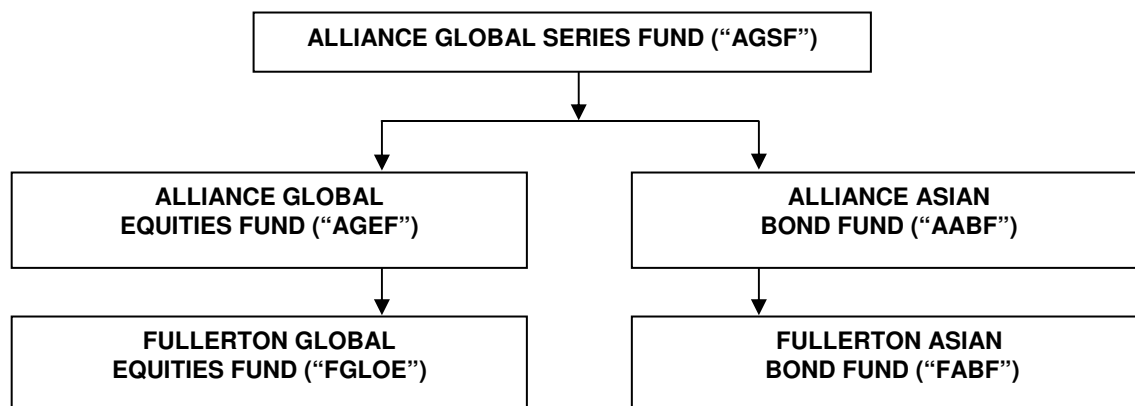 ALLIANCE GLOBAL SERIES FUND (“AGSF”)
ALLIANCE GLOBAL
EQUITIES FUND (“AGEF”)
ALLIANCE ASIAN
BOND FUND (“AABF”)
FULLERTON GLOBAL
EQUITIES FUND (“FGLOE”)
FULLERTON ASIAN
BOND FUND (“FABF”)